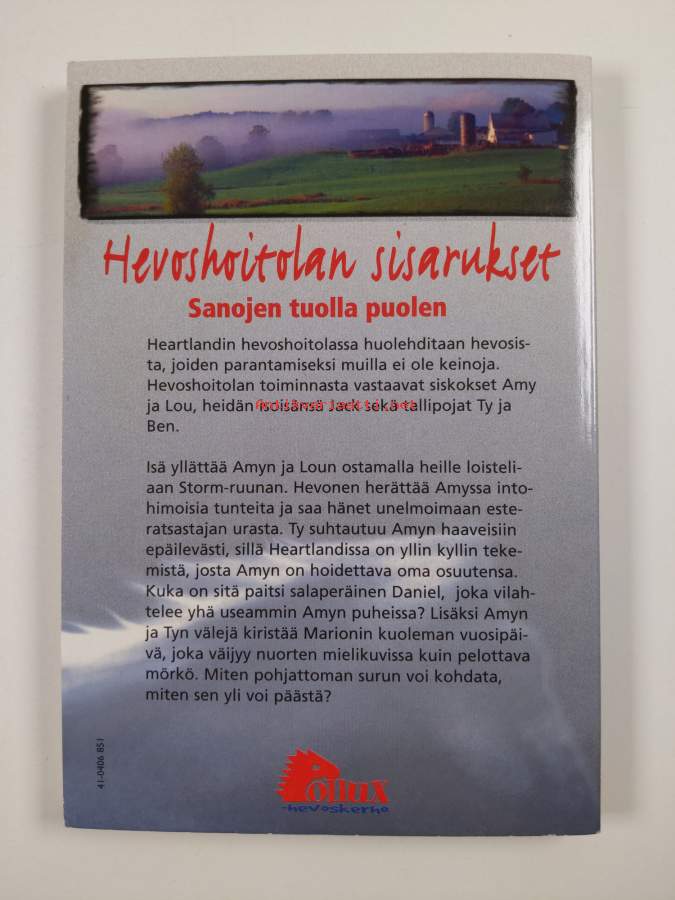 Hevoshoitolan sisarukset
Sanojen tuolla puolen
Heartlandin hevoshoitolassa huolehditaan hevosis-
ta, joiden parantamiseksi muilla ei ole keinoja.
Hevoshoitolan toiminnasta vastaavat siskokset Amy
ja Lou, heidän isoisänsä Jack sekä tallipojat Ty ja
Antikvariaatti.net
Ben.
Isä yllättää Amyn ja Loun ostamalla heille loisteli-
aan Storm-ruunan. Hevonen herättää Amyssa into-
himoisia tunteita ja saa hänet unelmoimaan este-
ratsastajan urasta. Ty suhtautuu Amyn haaveisiin
epäilevästi, sillä Heartlandissa on yllin kyllin teke-
mistä, josta Amyn on hoidettava oma osuutensa.
Kuka on sitä paitsi salaperäinen Daniel, joka vilah-
telee yhä useammin Amyn puheissa? Lisäksi Amyn
ja Tyn välejä kiristää Marionin kuoleman vuosipäi-
vä, joka väijyy nuorten mielikuvissa kuin pelottava
mörkö. Miten pohjattoman surun voi kohdata,
miten sen yli voi päästä?
41-0406 851
Pollux
-hevoskerho